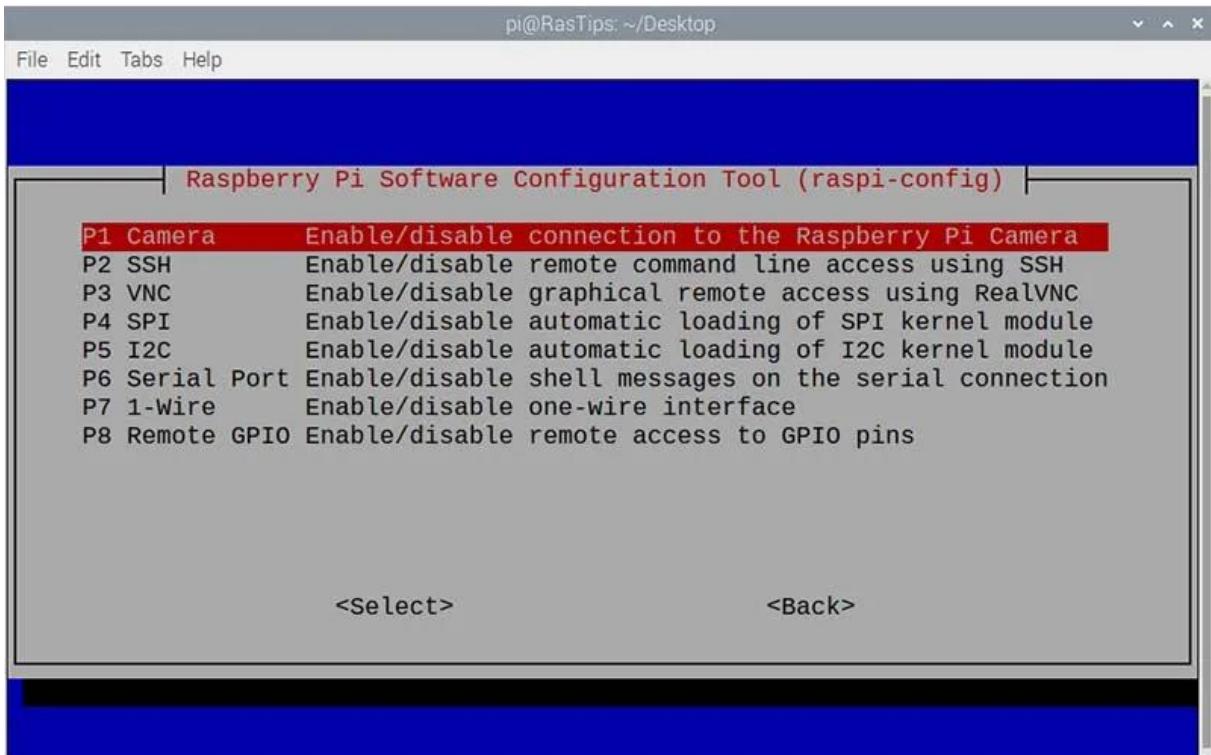 pi@RasTips: ~/Desktop
File Edit Tabs Help
Raspberry Pi Software Configuration Tool (raspi-config)
P1 Camera Enable/disable connection to the Raspberry Pi Camera
P2 SSH Enable/disable remote command line access using SSH
P3 VNC Enable/disable graphical remote access using RealVNC
P4 SPI Enable/disable automatic loading of SPI kernel module
P5 I2C Enable/disable automatic loading of I2C kernel module
P6 Serial Port Enable/disable shell messages on the serial connection
P7 1-Wire Enable/disable one-wire interface
P8 Remote GPIO Enable/disable remote access to GPIO pins
<Select> <Back>